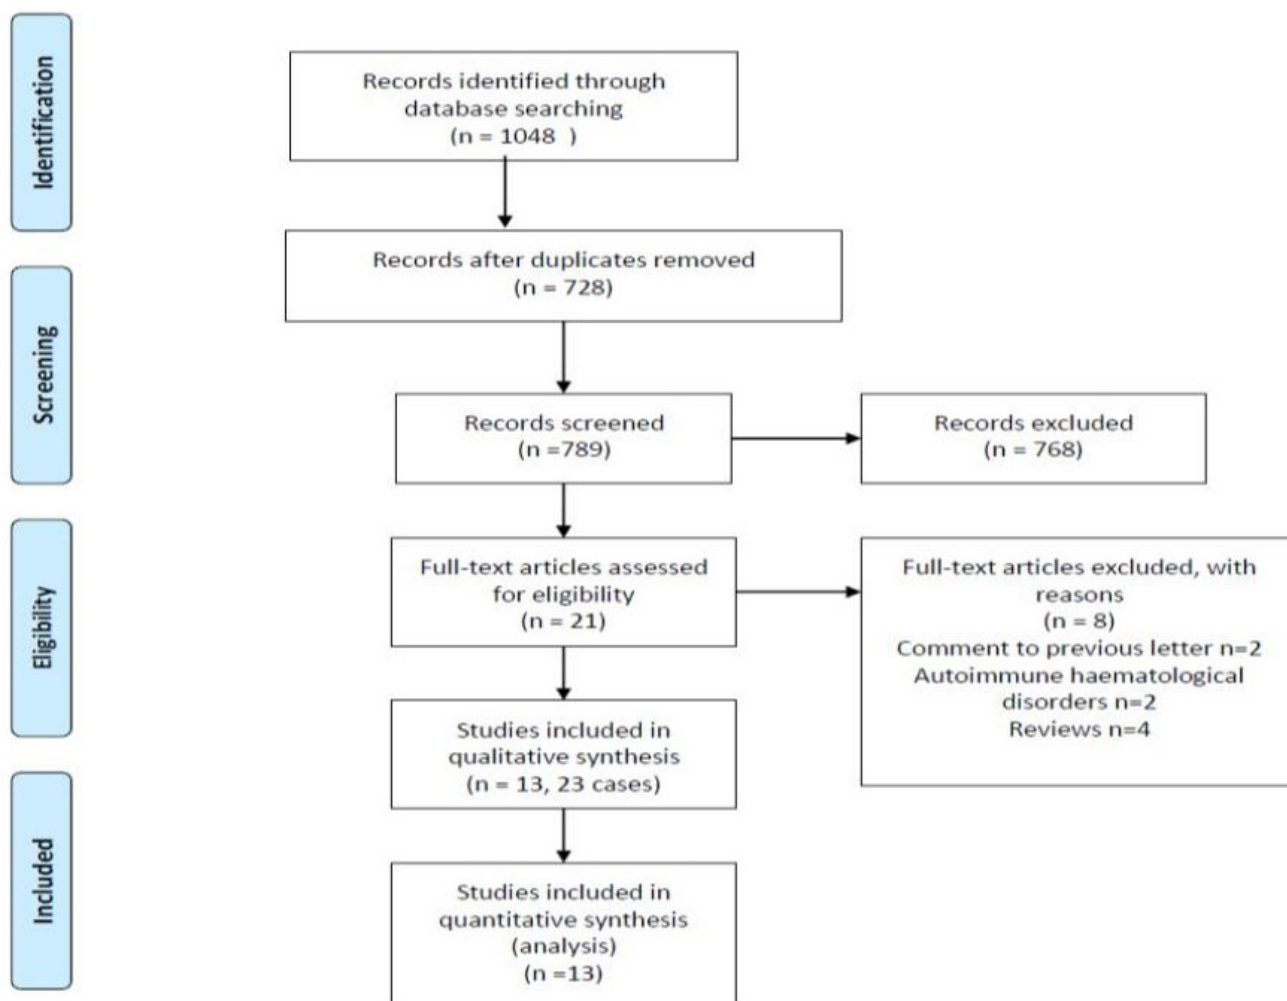 Identification
Records identified through
database searching
(n = 1048 )
Records after duplicates removed
(n = 728)
Screening
Records screened
(n =789)
Records excluded
(n = 768)
Eligibility
Full-text articles assessed
for eligibility
(n = 21)
Full-text articles excluded, with
reasons
(n = 8)
Comment to previous letter n=2
Autoimmune haematological
disorders n=2
Reviews n=4
Studies included in
qualitative synthesis
(n = 13, 23 cases)
Included
Studies included in
quantitative synthesis
(analysis)
(n =13)